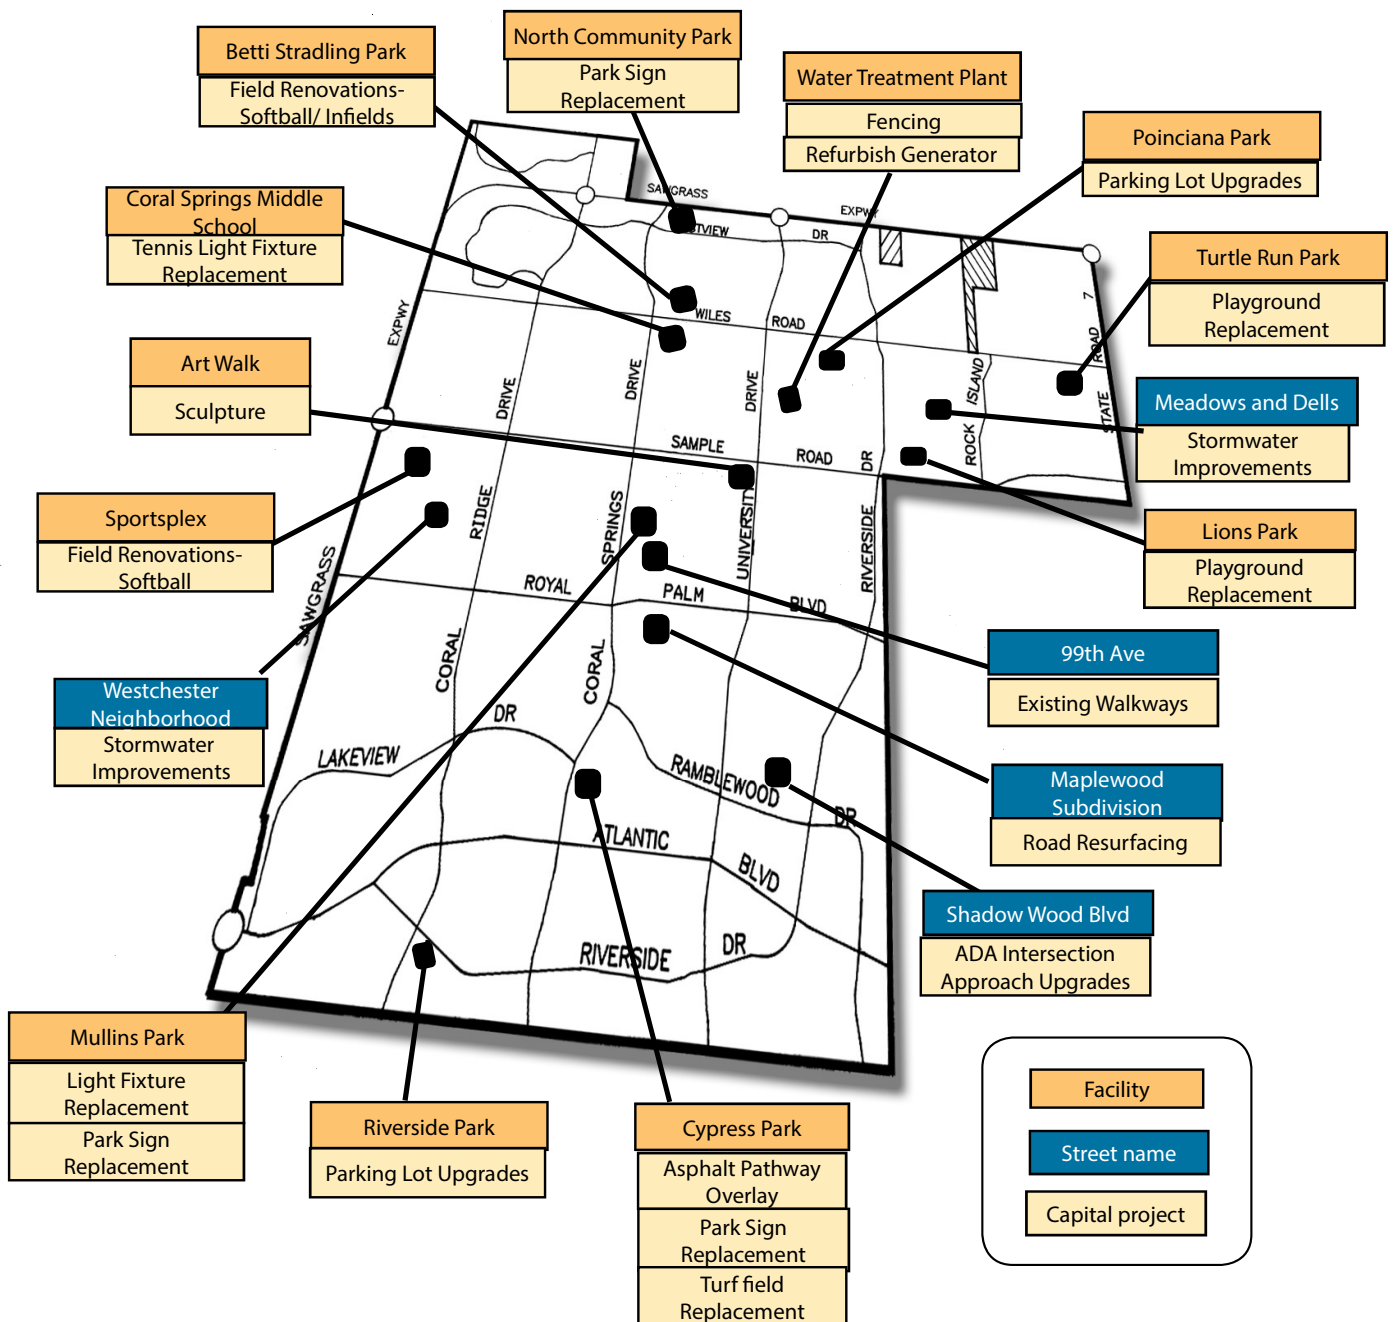 North Community Park
Park Sign
Replacement
Betti Stradling Park
Field Renovations-
Softball/ Infields
Water Treatment Plant
Fencing
Refurbish Generator
Poinciana Park
Parking Lot Upgrades
Coral Springs Middle
School
Tennis Light Fixture
Replacement
Turtle Run Park
Playground
Replacement
Art Walk
Sculpture
Meadows and Dells
Stormwater
Improvements
Sportsplex
Field Renovations-
Softball
Lions Park
Playground
Replacement
Westchester
Neighborhood
Stormwater
Improvements
99th Ave
Existing Walkways
Maplewood
Subdivision
Road Resurfacing
Shadow Wood Blvd
ADA Intersection
Approach Upgrades
Mullins Park
Light Fixture
Replacement
Park Sign
Replacement
Riverside Park
Parking Lot Upgrades
Cypress Park
Asphalt Pathway
Overlay
Park Sign
Replacement
Turf field
Replacement
Facility
Street name
Capital project
SAWGRASS EXPWY
DR
WILES ROAD
SAMPLE ROAD
ROYAL PALM BLVD
LAKEVIEW DR
RAMBLEWOOD DR
ATLANTIC BLVD
RIVERSIDE DR
SAWGRASS EXPWY
CORAL RIDGE DRIVE
CORAL SPRINGS DRIVE
UNIVERSITY DRIVE
RIVERSIDE DR
ROCK ISLAND
STATE ROAD 7